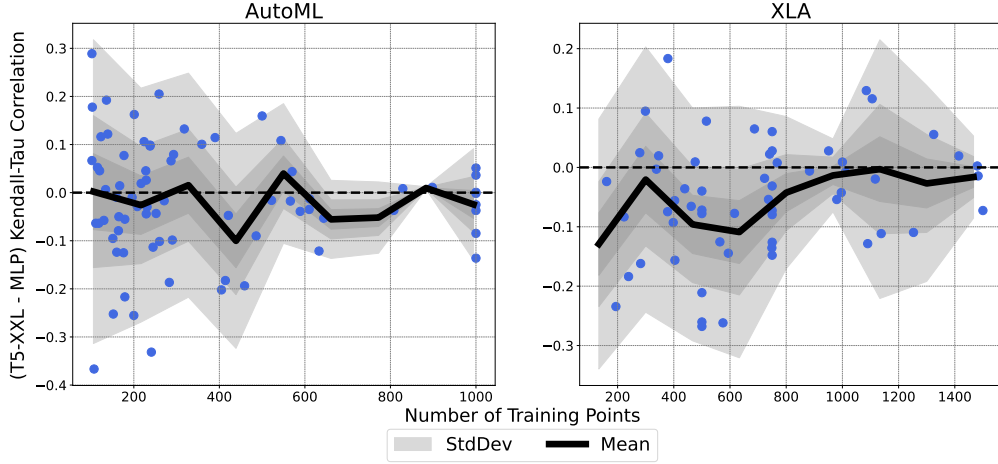 AutoML
XLA
(T5-XXL - MLP) Kendall-Tau Correlation
0.3
0.2
0.1
0.0
−0.1
−0.2
−0.3
−0.4
0.2
0.1
0.0
−0.1
−0.2
−0.3
200 400 600 800 1000
200 400 600 800 1000 1200 1400
Number of Training Points
StdDev Mean